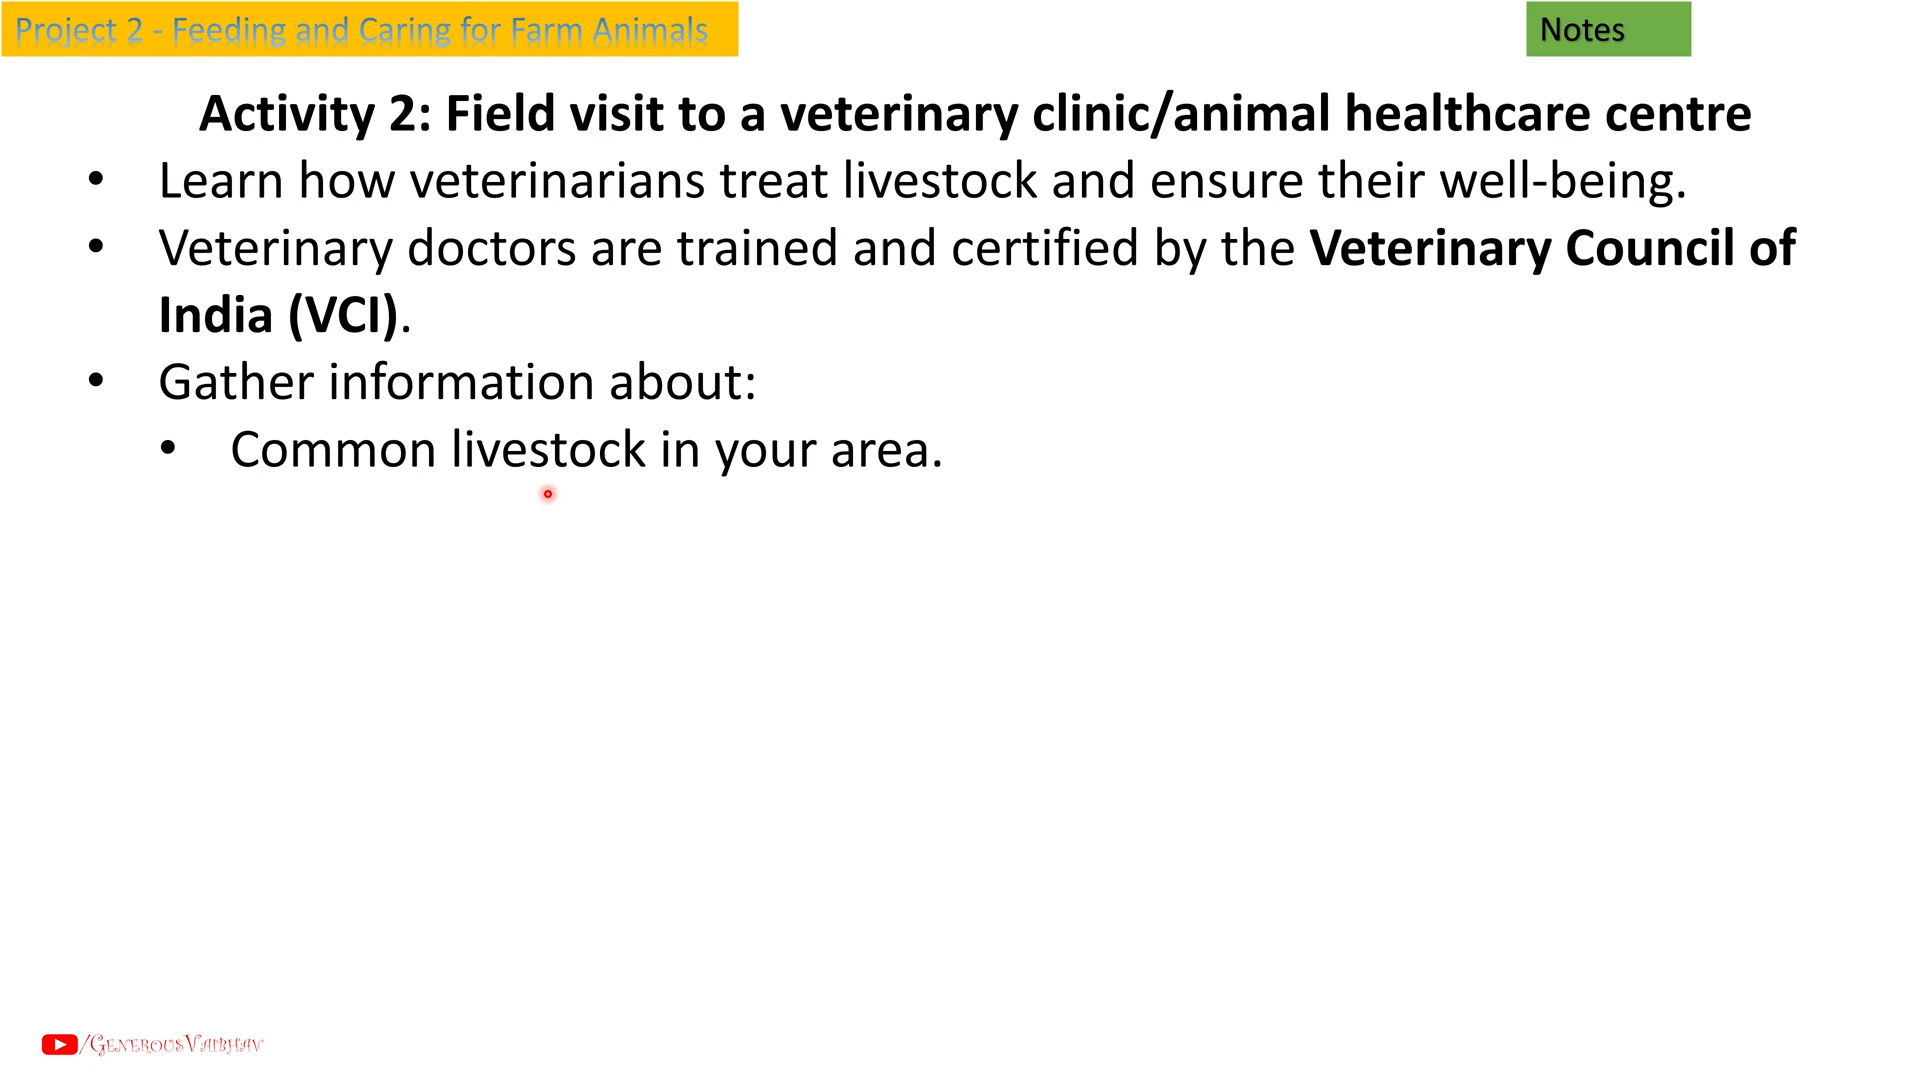 Project 2 - Feeding and Caring for Farm Animals
Notes
Activity 2: Field visit to a veterinary clinic/animal healthcare centre
• Learn how veterinarians treat livestock and ensure their well-being.
• Veterinary doctors are trained and certified by the Veterinary Council of
India (VCI).
• Gather information about:
• Common livestock in your area.
/GenerousVaibhav